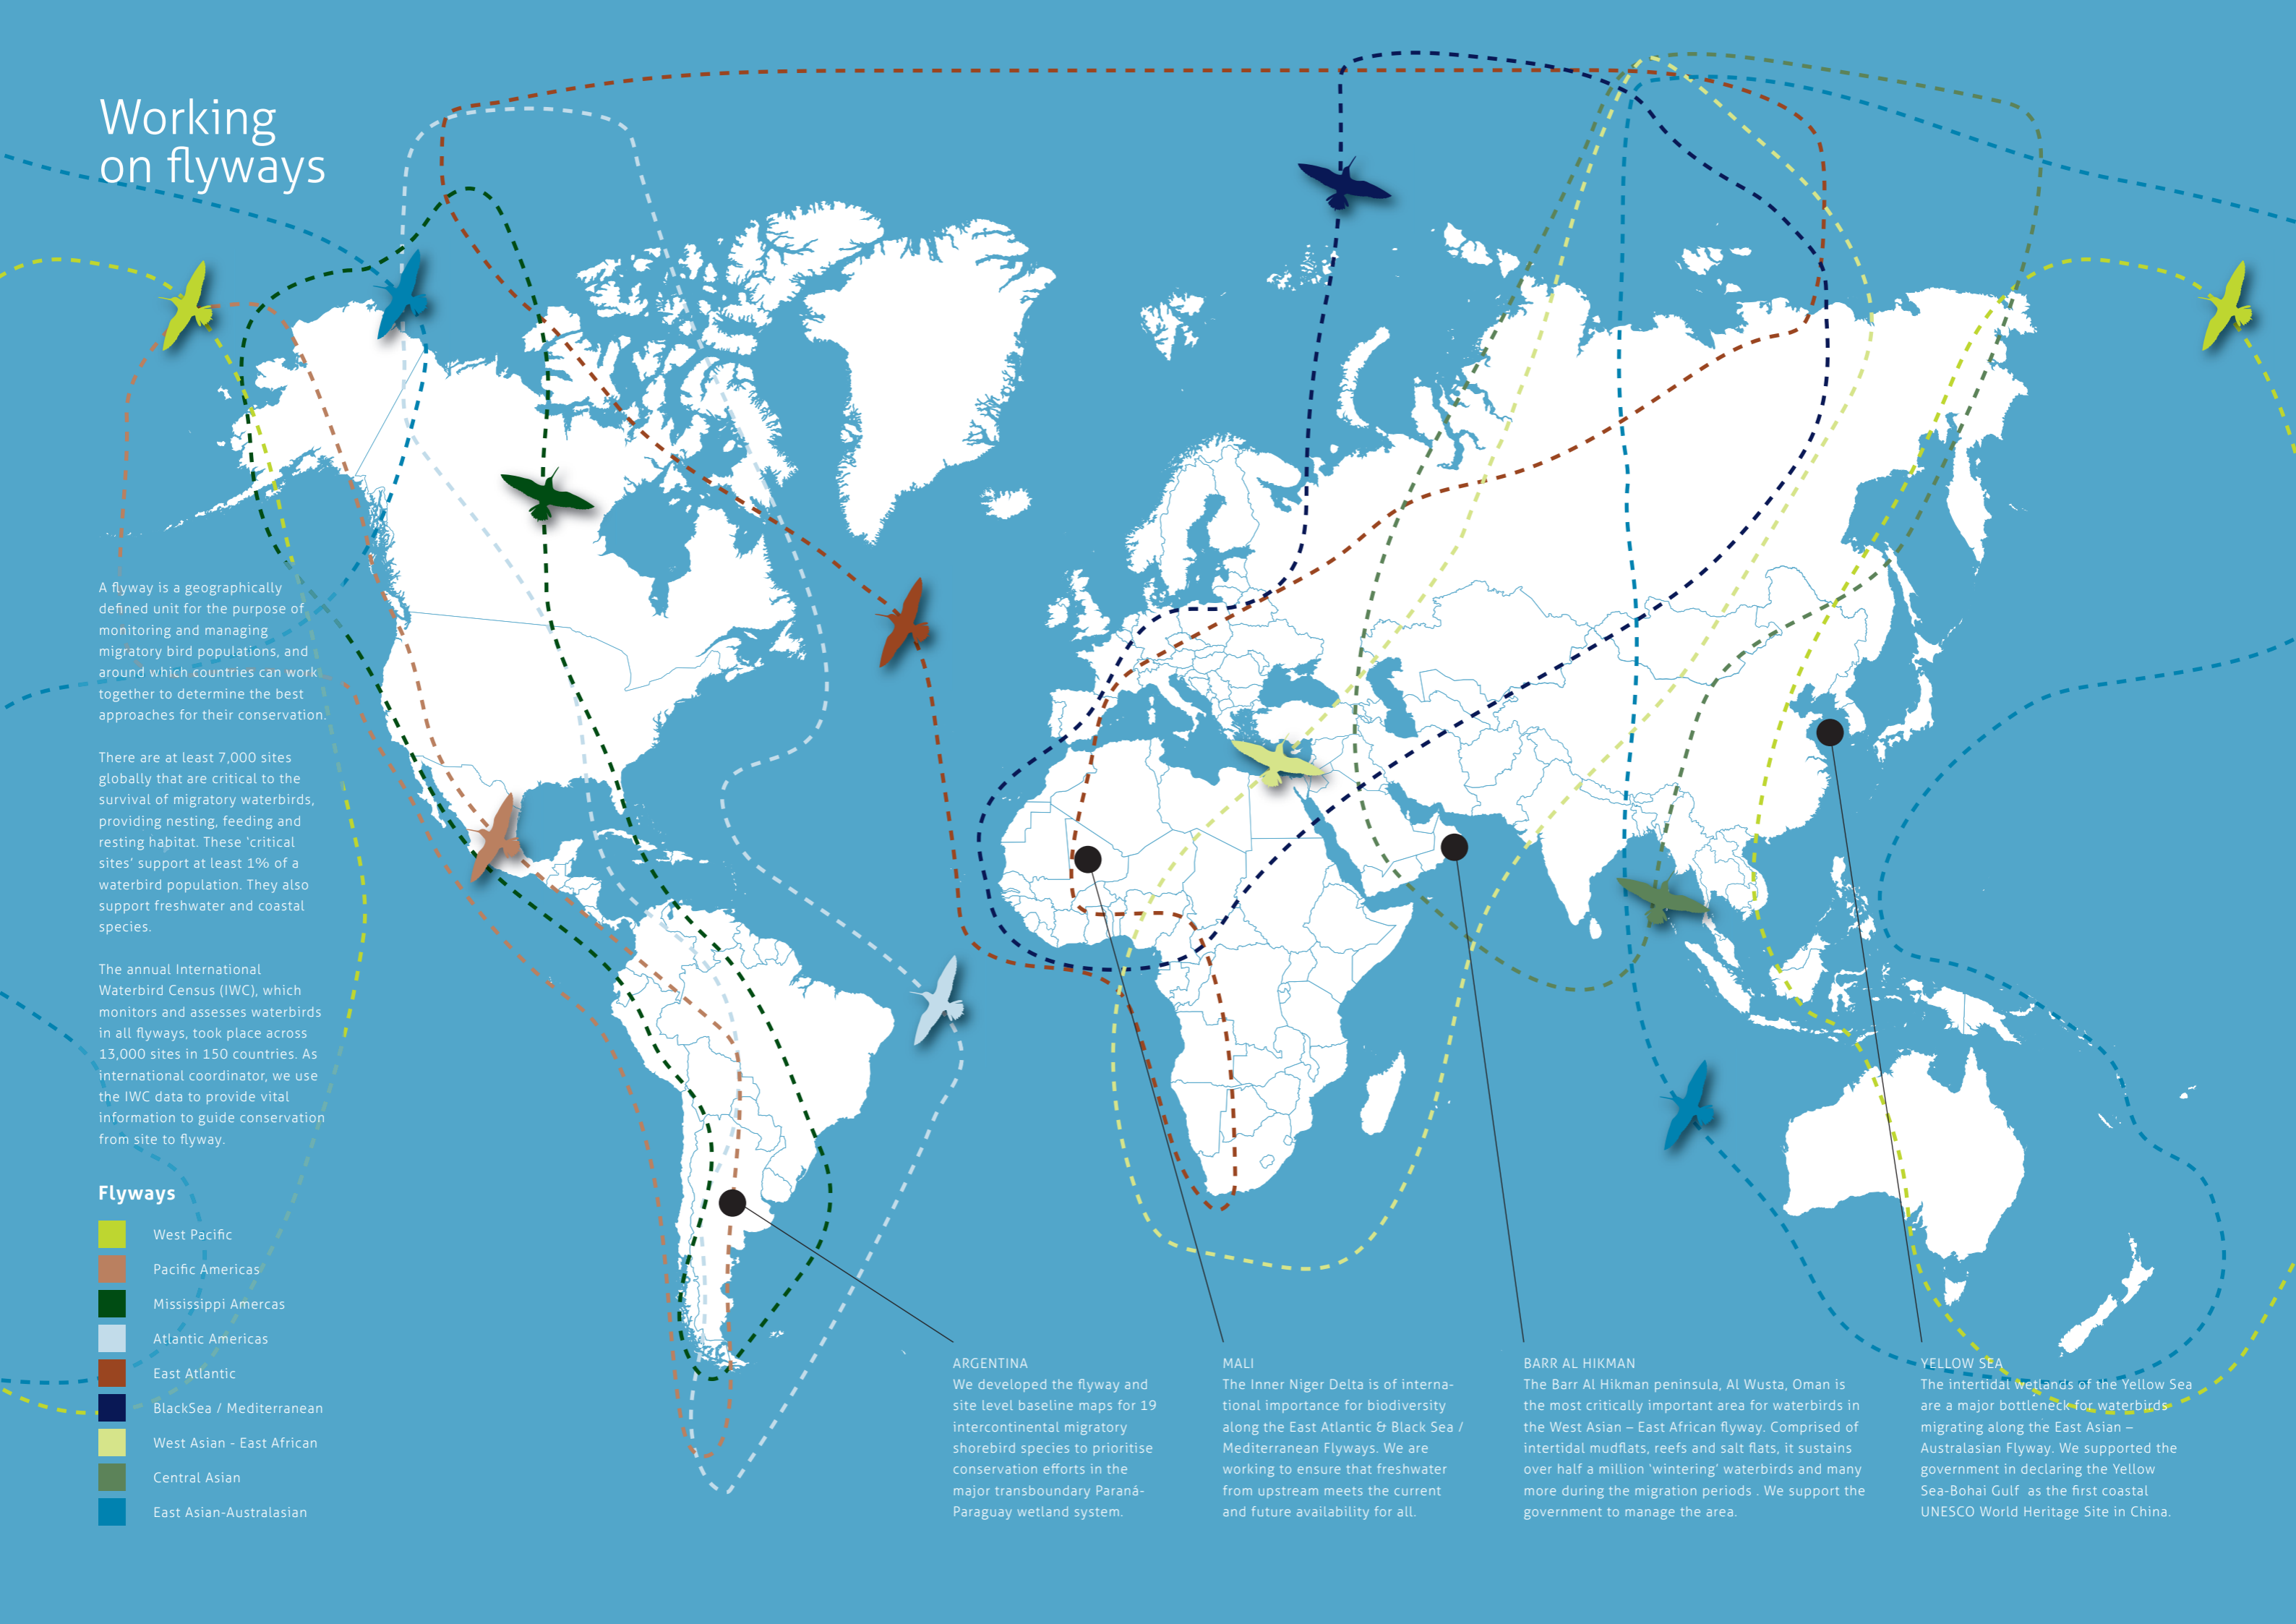 Working
on flyways
A flyway is a geographically
defined unit for the purpose of
monitoring and managing
migratory bird populations, and
around which countries can work
together to determine the best
approaches for their conservation.
There are at least 7,000 sites
globally that are critical to the
survival of migratory waterbirds,
providing nesting, feeding and
resting habitat. These ‘critical
sites’ support at least 1% of a
waterbird population. They also
support freshwater and coastal
species.
The annual International
Waterbird Census (IWC), which
monitors and assesses waterbirds
in all flyways, took place across
13,000 sites in 150 countries. As
international coordinator, we use
the IWC data to provide vital
information to guide conservation
from site to flyway.
Flyways
West Pacific
Pacific Americas
Mississippi Amercas
Atlantic Americas
East Atlantic
BlackSea / Mediterranean
West Asian - East African
Central Asian
East Asian-Australasian
ARGENTINA
We developed the flyway and
site level baseline maps for 19
intercontinental migratory
shorebird species to prioritise
conservation efforts in the
major transboundary Paraná-
Paraguay wetland system.
MALI
The Inner Niger Delta is of interna-
tional importance for biodiversity
along the East Atlantic & Black Sea /
Mediterranean Flyways. We are
working to ensure that freshwater
from upstream meets the current
and future availability for all.
BARR AL HIKMAN
The Barr Al Hikman peninsula, Al Wusta, Oman is
the most critically important area for waterbirds in
the West Asian – East African flyway. Comprised of
intertidal mudflats, reefs and salt flats, it sustains
over half a million ‘wintering’ waterbirds and many
more during the migration periods . We support the
government to manage the area.
YELLOW SEA
The intertidal wetlands of the Yellow Sea
are a major bottleneck for waterbirds
migrating along the East Asian –
Australasian Flyway. We supported the
government in declaring the Yellow
Sea-Bohai Gulf  as the first coastal
UNESCO World Heritage Site in China.